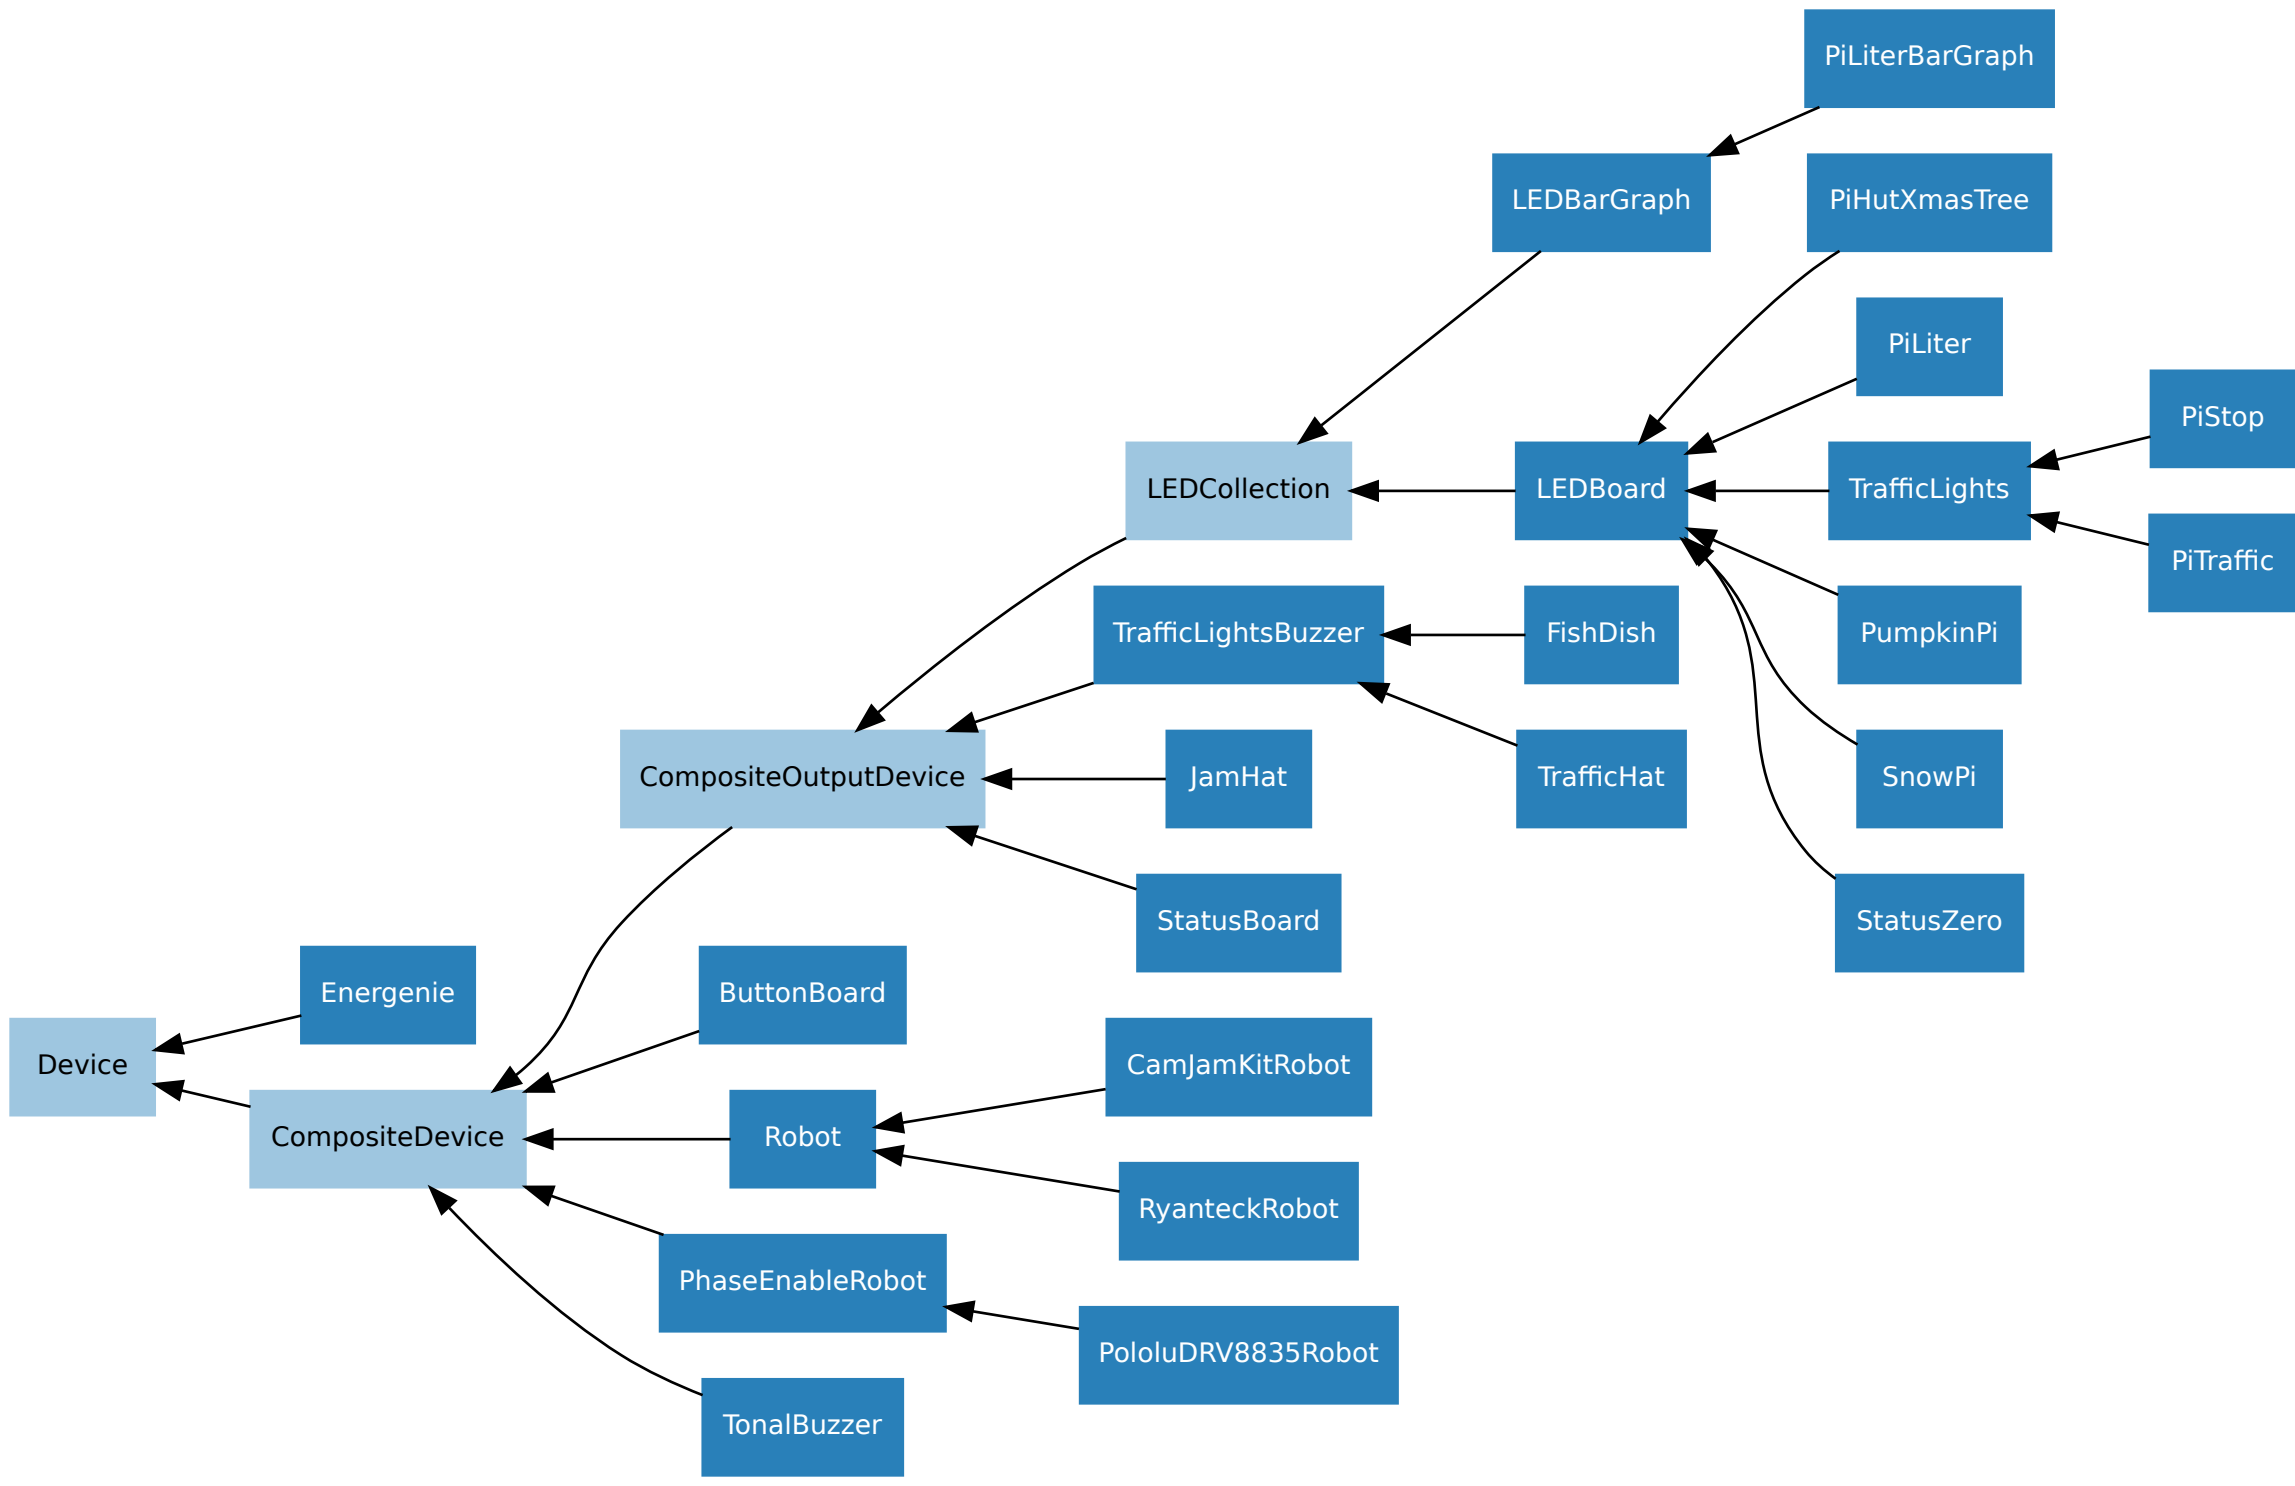 PiLiterBarGraph
LEDBarGraph
PiHutXmasTree
PiLiter
PiStop
LEDCollection
LEDBoard
TrafficLights
PiTraffic
TrafficLightsBuzzer
FishDish
PumpkinPi
CompositeOutputDevice
JamHat
TrafficHat
SnowPi
StatusBoard
StatusZero
Energenie
ButtonBoard
Device
CamJamKitRobot
CompositeDevice
Robot
RyanteckRobot
PhaseEnableRobot
PololuDRV8835Robot
TonalBuzzer